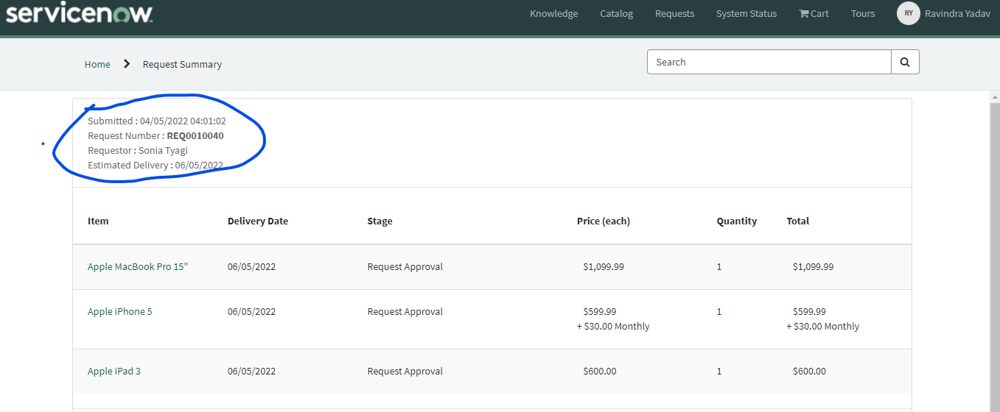 servicenow
Knowledge Catalog Requests System Status Cart Tours RY Ravindra Yadav
Home Request Summary
Search
Submitted : 04/05/2022 04:01:02
Request Number : REQ0010040
Requestor : Sonia Tyagi
Estimated Delivery : 06/05/2022
Item Delivery Date Stage Price (each) Quantity Total
Apple MacBook Pro 15" 06/05/2022 Request Approval $1,099.99 1 $1,099.99
Apple iPhone 5 06/05/2022 Request Approval $599.99 1 $599.99
+ $30.00 Monthly + $30.00 Monthly
Apple iPad 3 06/05/2022 Request Approval $600.00 1 $600.00